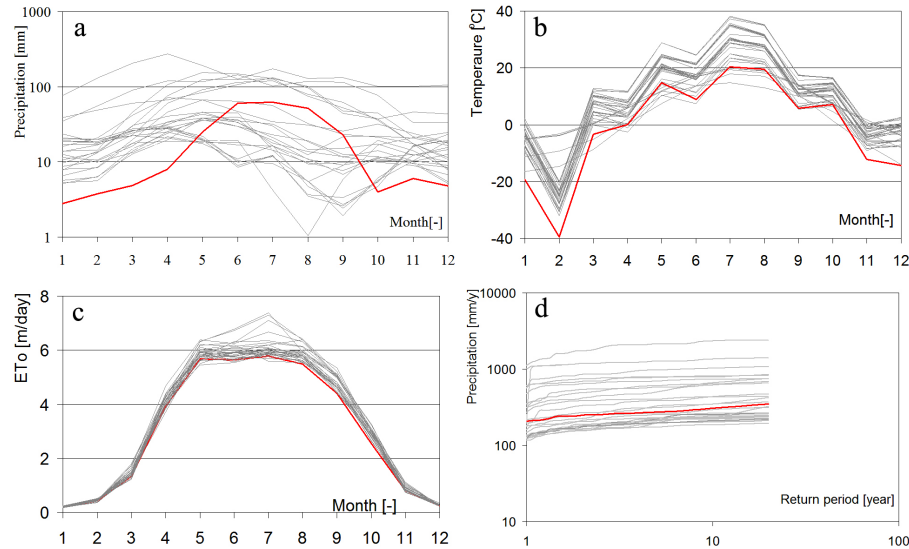 a
Precipitation [mm]
1000
100
10
1
Month[-]
1 2 3 4 5 6 7 8 9 10 11 12
b
Temperaure [⁰C]
40
20
0
-20
-40
Month[-]
1 2 3 4 5 6 7 8 9 10 11 12
c
ETo [m/day]
8
6
4
2
0
Month [-]
1 2 3 4 5 6 7 8 9 10 11 12
d
Precipitation [mm/y]
10000
1000
100
10
Return period [year]
1 10 100